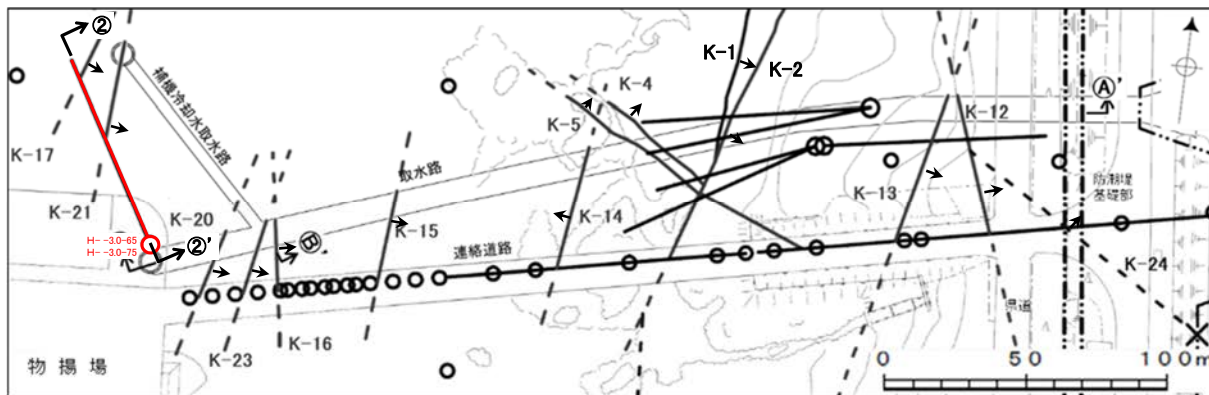 ②
K-17
K-21
補機冷却水取水路
K-20
H- -3.0-65
H- -3.0-75
②'
K-23
K-16
Ⓑ'
取水路
K-15
連絡道路
K-14
K-5
K-4
K-1
K-2
K-13
K-12
Ⓐ'
防潮堤
基礎部
K-24
県道
物揚場
0 50 100m